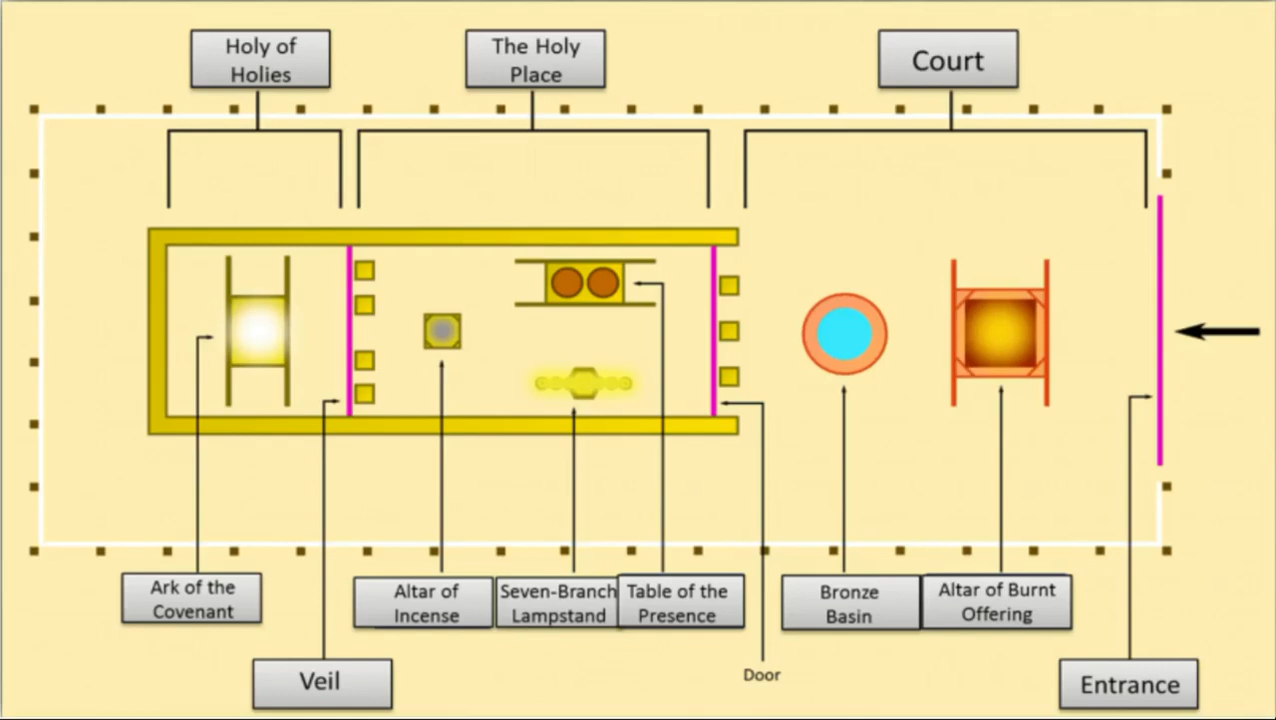 Holy of
Holies
The Holy
Place
Court
Ark of the
Covenant
Altar of
Incense
Seven-Branch
Lampstand
Table of the
Presence
Bronze
Basin
Altar of Burnt
Offering
Veil
Door
Entrance